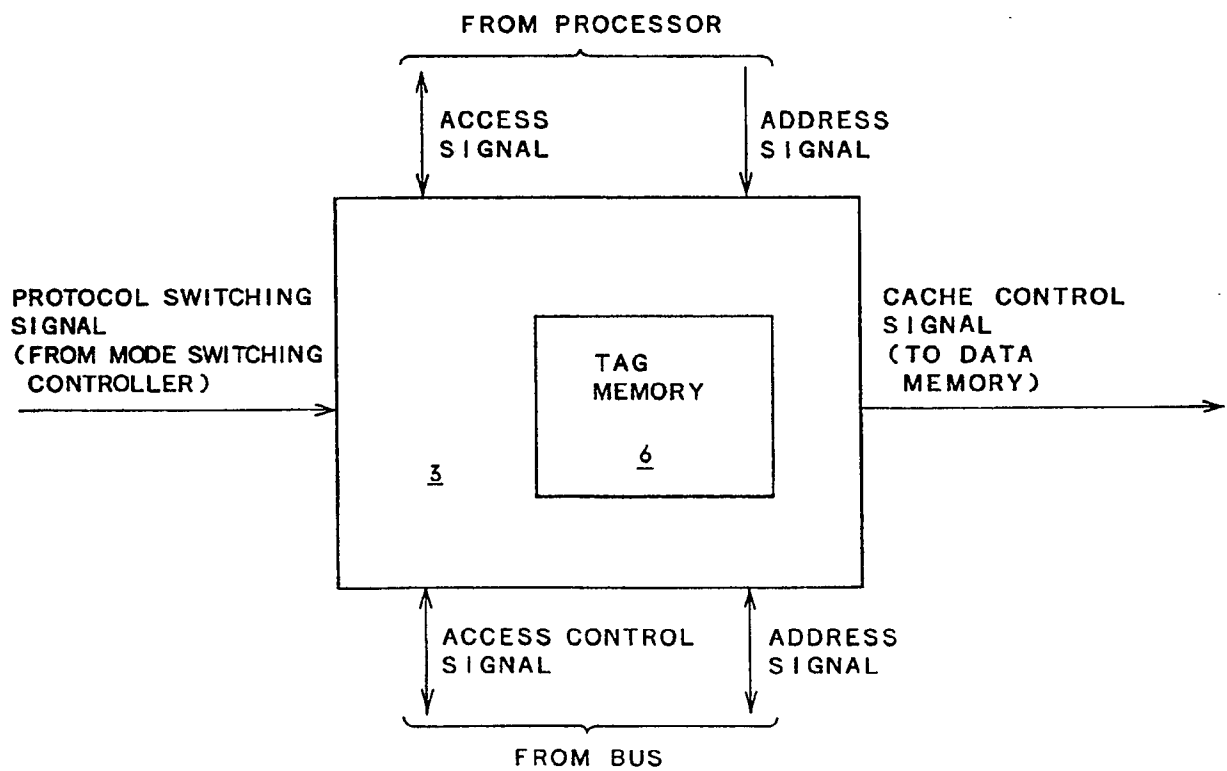 FROM PROCESSOR
ACCESS
SIGNAL
ADDRESS
SIGNAL
PROTOCOL SWITCHING
SIGNAL
(FROM MODE SWITCHING
CONTROLLER)
CACHE CONTROL
SIGNAL
(TO DATA
MEMORY)
TAG
MEMORY
6
3
ACCESS CONTROL
SIGNAL
ADDRESS
SIGNAL
FROM BUS